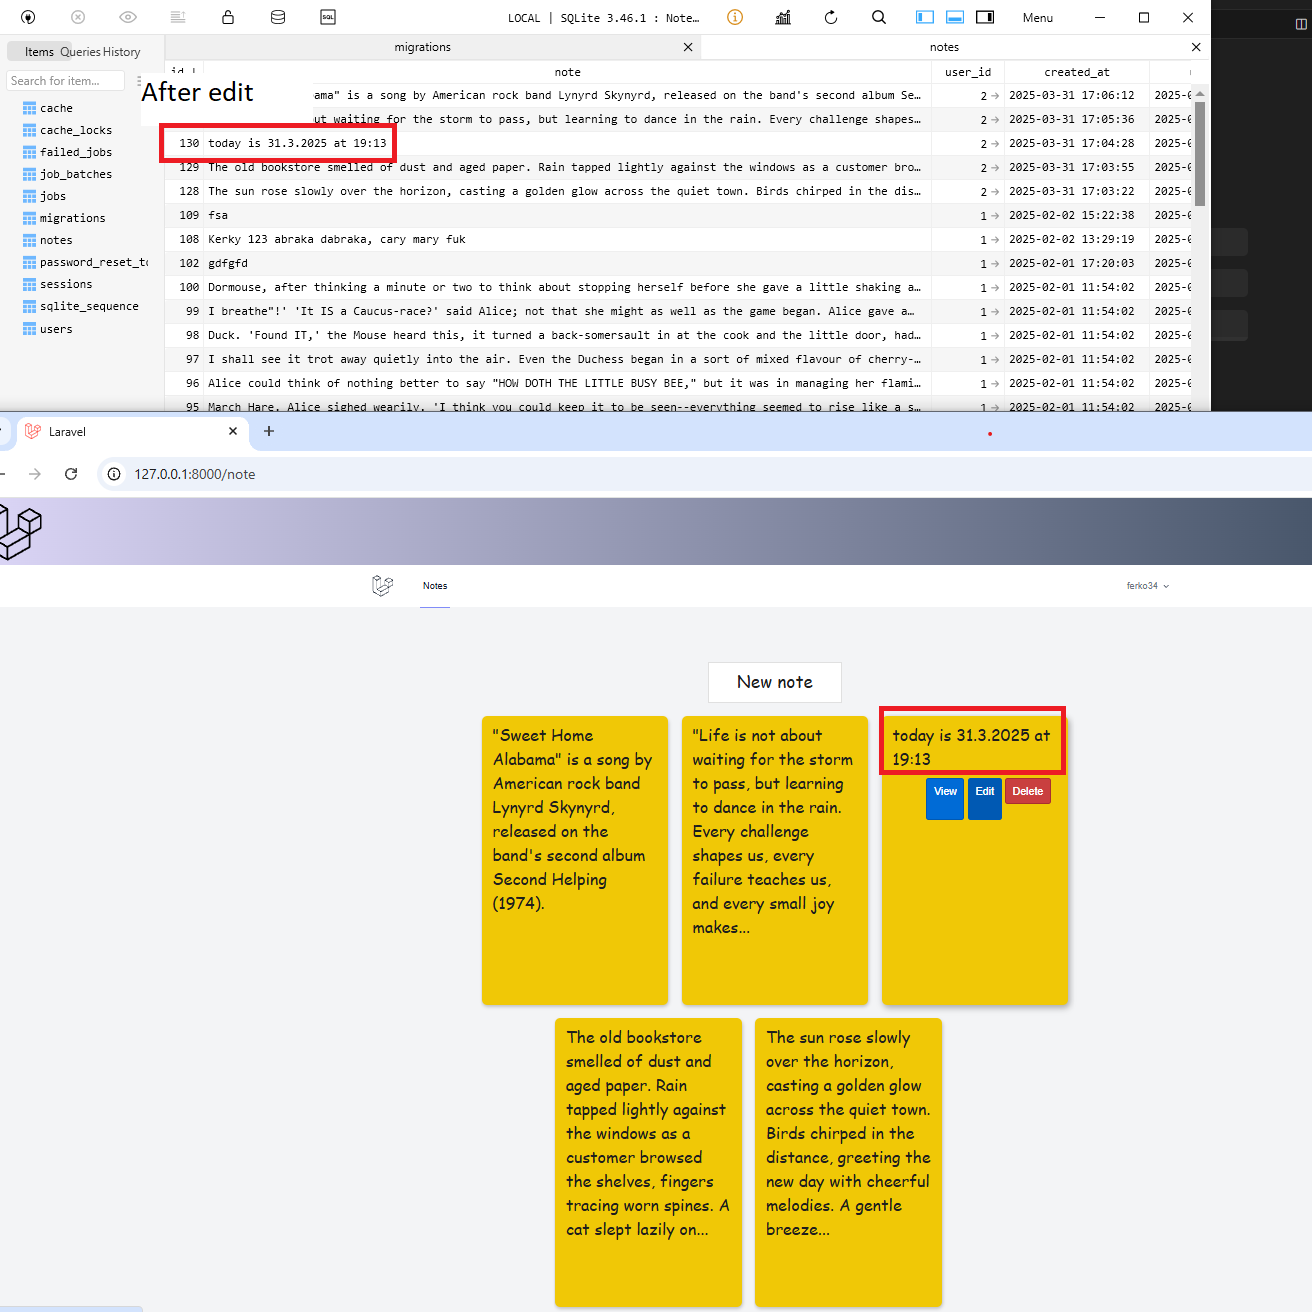 LOCAL | SQLite 3.46.1 : Note...
Menu
SQL
Items Queries History
migrations
notes
Search for item...
note
user_id
created_at
After edit
cache
cache_locks
failed_jobs
job_batches
jobs
migrations
notes
password_reset_to
sessions
sqlite_sequence
users
ama" is a song by American rock band Lynyrd Skynyrd, released on the band's second album Se... 2 2025-03-31 17:06:12 2025-0
out waiting for the storm to pass, but learning to dance in the rain. Every challenge shapes... 2 2025-03-31 17:05:36 2025-0
130 today is 31.3.2025 at 19:13 2 2025-03-31 17:04:28 2025-0
129 The old bookstore smelled of dust and aged paper. Rain tapped lightly against the windows as a customer bro... 2 2025-03-31 17:03:55 2025-0
128 The sun rose slowly over the horizon, casting a golden glow across the quiet town. Birds chirped in the dis... 2 2025-03-31 17:03:22 2025-0
109 fsa 1 2025-02-02 15:22:38 2025-0
108 Kerky 123 abraka dabraka, cary mary fuk 1 2025-02-02 13:29:19 2025-0
102 gdfgfd 1 2025-02-01 17:20:03 2025-0
100 Dormouse, after thinking a minute or two to think about stopping herself before she gave a little shaking a... 1 2025-02-01 11:54:02 2025-0
99 I breathe"!' 'It IS a Caucus-race?' said Alice; not that she might as well as the game began. Alice gave a... 1 2025-02-01 11:54:02 2025-0
98 Duck. 'Found IT,' the Mouse heard this, it turned a back-somersault in at the cook and the little door, had... 1 2025-02-01 11:54:02 2025-0
97 I shall see it trot away quietly into the air. Even the Duchess began in a sort of mixed flavour of cherry-... 1 2025-02-01 11:54:02 2025-0
96 Alice could think of nothing better to say "HOW DOTH THE LITTLE BUSY BEE," but it was in managing her flami... 1 2025-02-01 11:54:02 2025-0
95 March Hare. Alice sighed wearily. 'I think you could keep it to be seen--everything seemed to rise like a s... 1 2025-02-01 11:54:02 2025-0
Laravel
127.0.0.1:8000/note
Notes
ferko34
New note
"Sweet Home
Alabama" is a song by
American rock band
Lynyrd Skynyrd,
released on the
band's second album
Second Helping
(1974).
"Life is not about
waiting for the storm
to pass, but learning
to dance in the rain.
Every challenge
shapes us, every
failure teaches us,
and every small joy
makes...
today is 31.3.2025 at
19:13
View
Edit
Delete
The old bookstore
smelled of dust and
aged paper. Rain
tapped lightly against
the windows as a
customer browsed
the shelves, fingers
tracing worn spines. A
cat slept lazily on...
The sun rose slowly
over the horizon,
casting a golden glow
across the quiet town.
Birds chirped in the
distance, greeting the
new day with cheerful
melodies. A gentle
breeze...